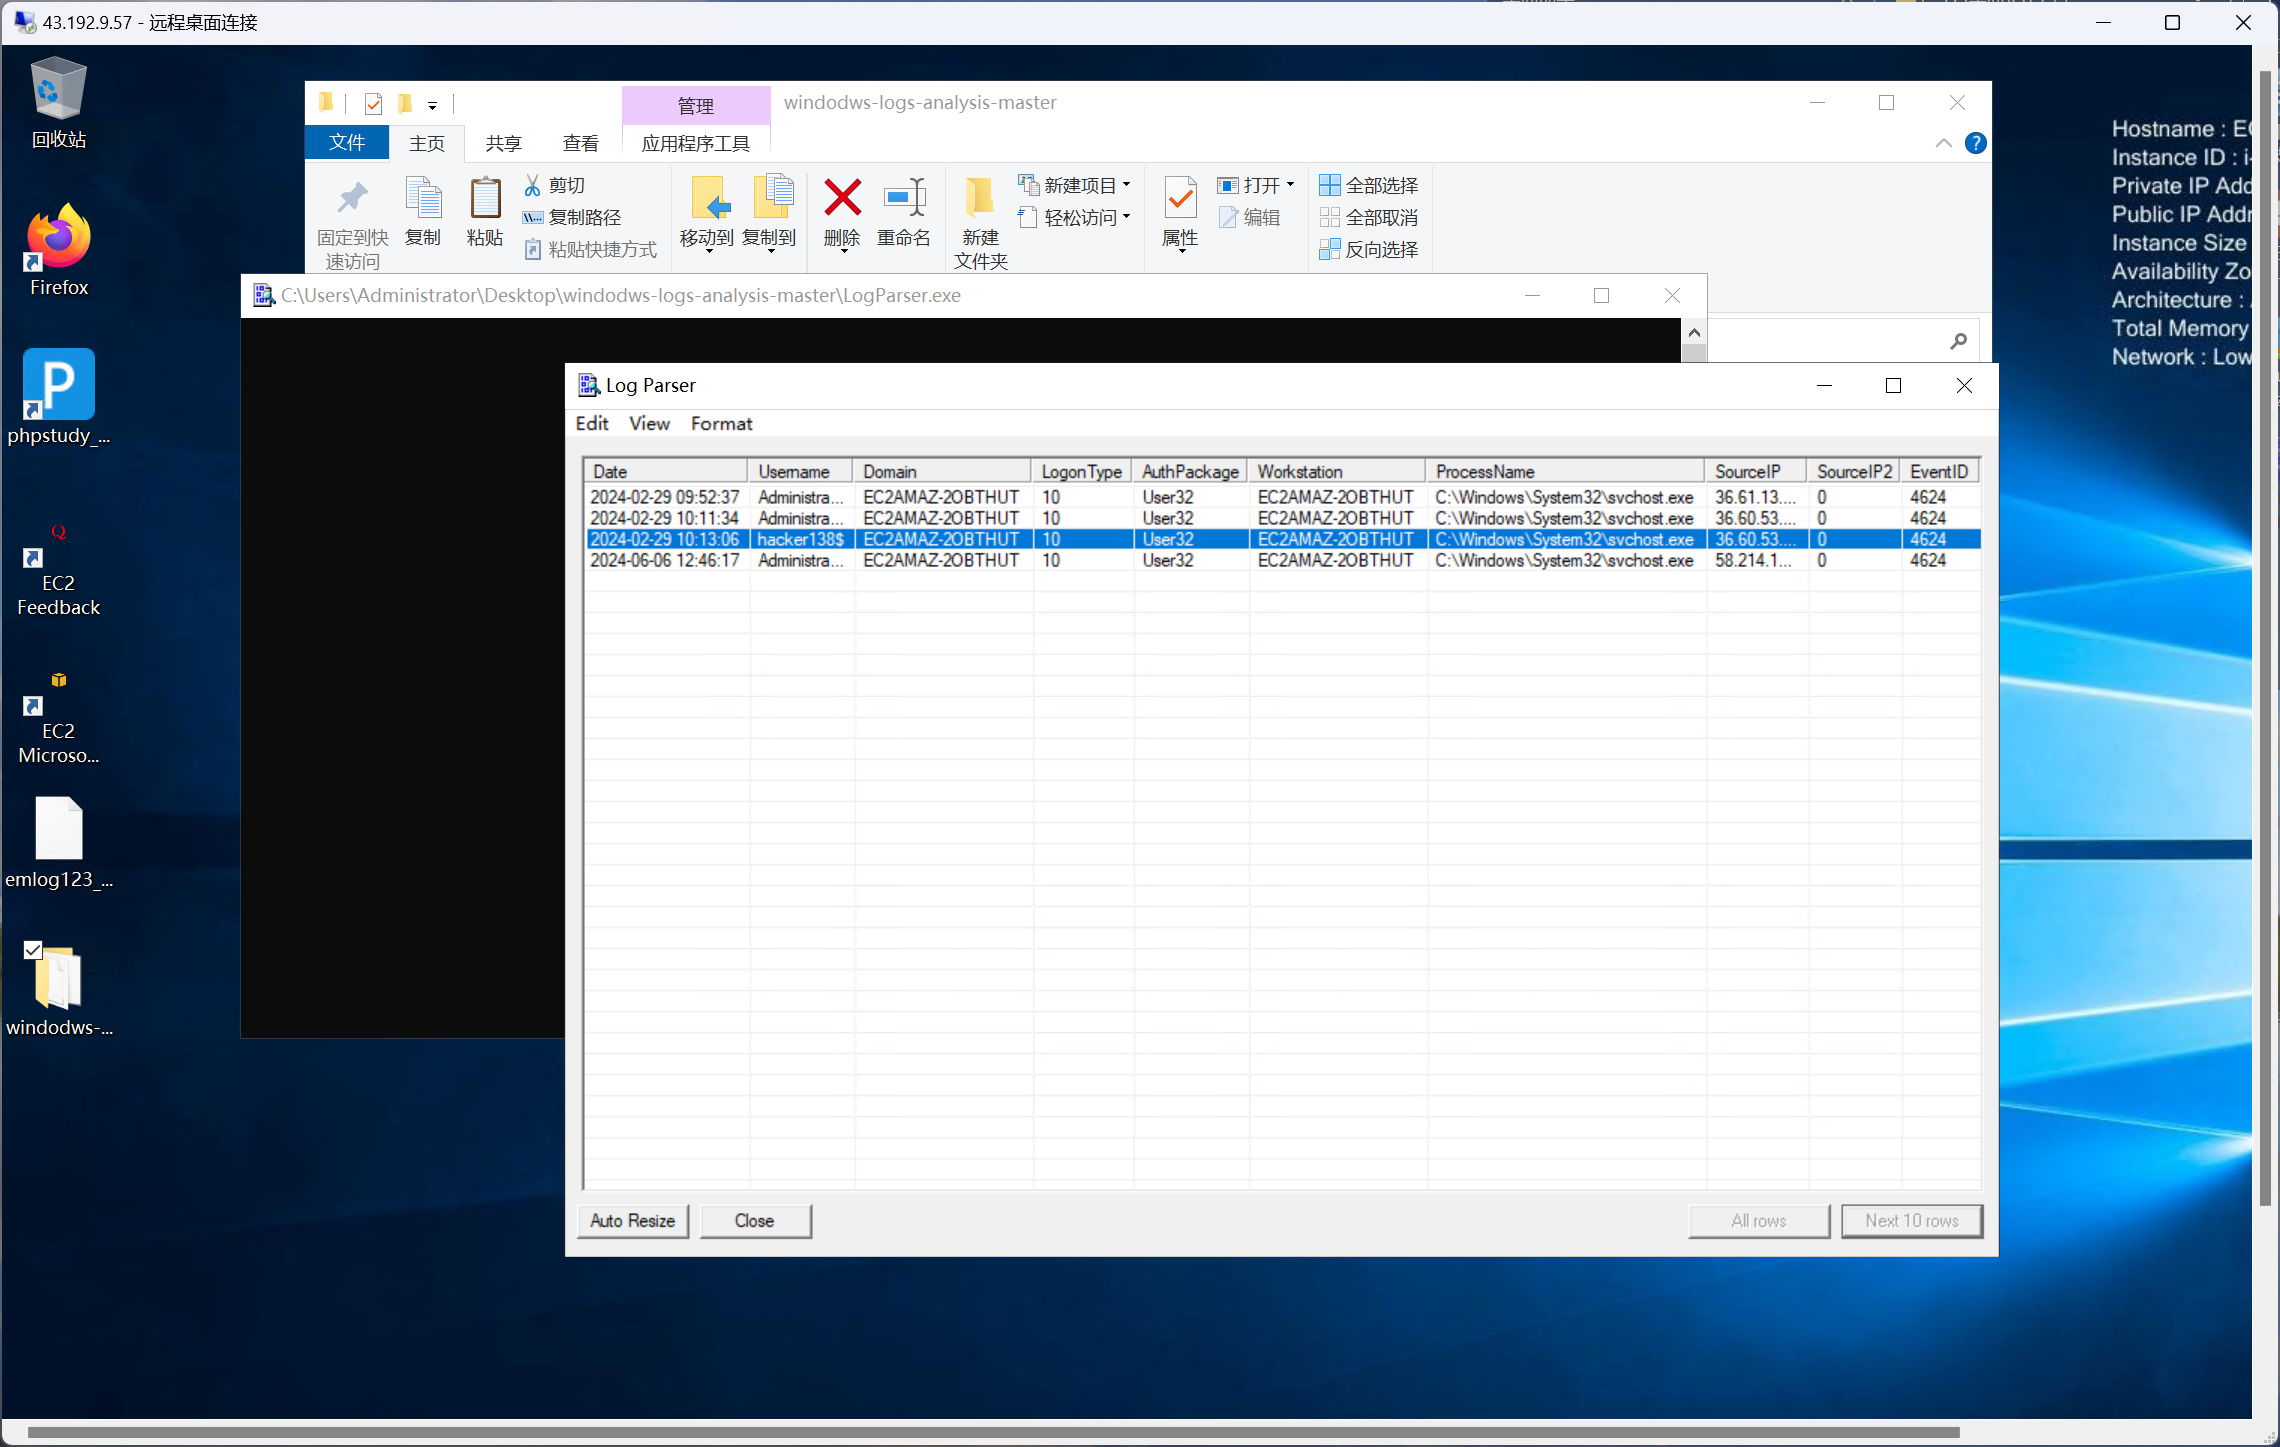 43.192.9.57 - 远程桌面连接
回收站
Firefox
phpstudy_...
EC2
Feedback
EC2
Microso...
emlog123_...
windodws-...
管理
windodws-logs-analysis-master
文件 主页 共享 查看 应用程序工具
固定到快
速访问
复制
粘贴
剪切
复制路径
粘贴快捷方式
移动到
复制到
删除
重命名
新建
文件夹
新建项目
轻松访问
属性
打开
编辑
全部选择
全部取消
反向选择
C:\Users\Administrator\Desktop\windodws-logs-analysis-master\LogParser.exe
Log Parser
Edit View Format
Date Username Domain LogonType AuthPackage Workstation ProcessName SourceIP SourceIP2 EventID
2024-02-29 09:52:37 Administra... EC2AMAZ-2OBTHUT 10 User32 EC2AMAZ-2OBTHUT C:\Windows\System32\svchost.exe 36.61.13.... 0 4624
2024-02-29 10:11:34 Administra... EC2AMAZ-2OBTHUT 10 User32 EC2AMAZ-2OBTHUT C:\Windows\System32\svchost.exe 36.60.53.... 0 4624
2024-02-29 10:13:06 hacker138$ EC2AMAZ-2OBTHUT 10 User32 EC2AMAZ-2OBTHUT C:\Windows\System32\svchost.exe 36.60.53.... 0 4624
2024-06-06 12:46:17 Administra... EC2AMAZ-2OBTHUT 10 User32 EC2AMAZ-2OBTHUT C:\Windows\System32\svchost.exe 58.214.1... 0 4624
Auto Resize Close All rows Next 10 rows
Hostname : EC
Instance ID : i-
Private IP Add
Public IP Addr
Instance Size
Availability Zo
Architecture :
Total Memory
Network : Low